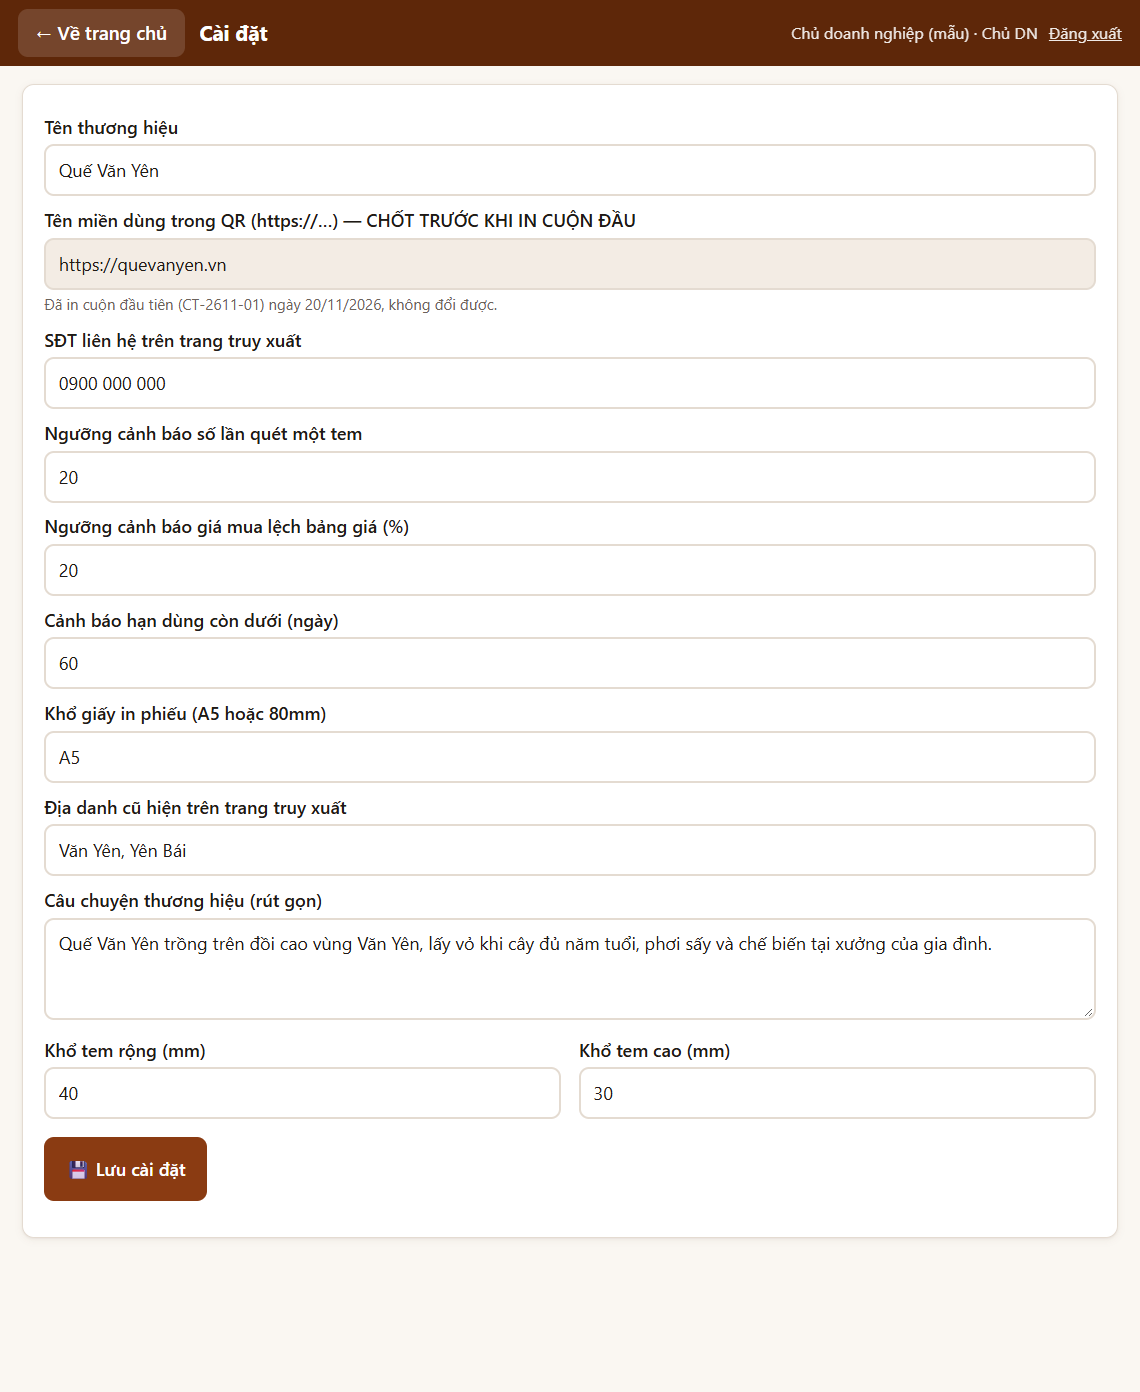 ← Về trang chủ
Cài đặt
Chủ doanh nghiệp (mẫu) · Chủ DN
Đăng xuất
Tên thương hiệu
Quế Văn Yên
Tên miền dùng trong QR (https://...) — CHỐT TRƯỚC KHI IN CUỘN ĐẦU
https://quevanyen.vn
Đã in cuộn đầu tiên (CT-2611-01) ngày 20/11/2026, không đổi được.
SĐT liên hệ trên trang truy xuất
0900 000 000
Ngưỡng cảnh báo số lần quét một tem
20
Ngưỡng cảnh báo giá mua lệch bảng giá (%)
20
Cảnh báo hạn dùng còn dưới (ngày)
60
Khổ giấy in phiếu (A5 hoặc 80mm)
A5
Địa danh cũ hiện trên trang truy xuất
Văn Yên, Yên Bái
Câu chuyện thương hiệu (rút gọn)
Quế Văn Yên trồng trên đồi cao vùng Văn Yên, lấy vỏ khi cây đủ năm tuổi, phơi sấy và chế biến tại xưởng của gia đình.
Khổ tem rộng (mm)
Khổ tem cao (mm)
40
30
Lưu cài đặt